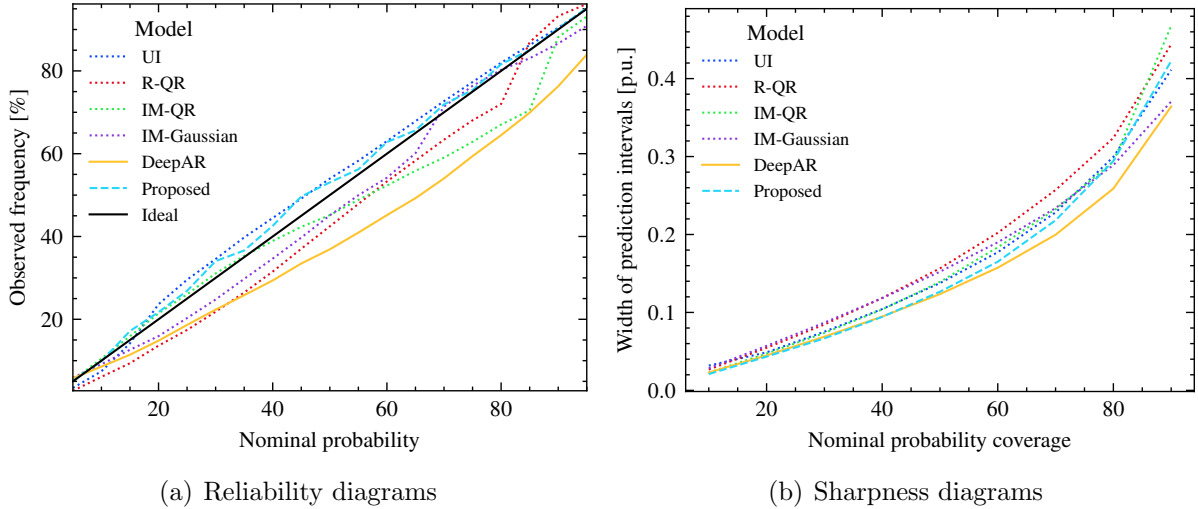 Model
UI
R-QR
IM-QR
IM-Gaussian
DeepAR
Proposed
Ideal
80
60
40
20
Observed frequency [%]
20 40 60 80
Nominal probability
(a) Reliability diagrams
Model
UI
R-QR
IM-QR
IM-Gaussian
DeepAR
Proposed
0.4
0.3
0.2
0.1
0.0
Width of prediction intervals [p.u.]
20 40 60 80
Nominal probability coverage
(b) Sharpness diagrams